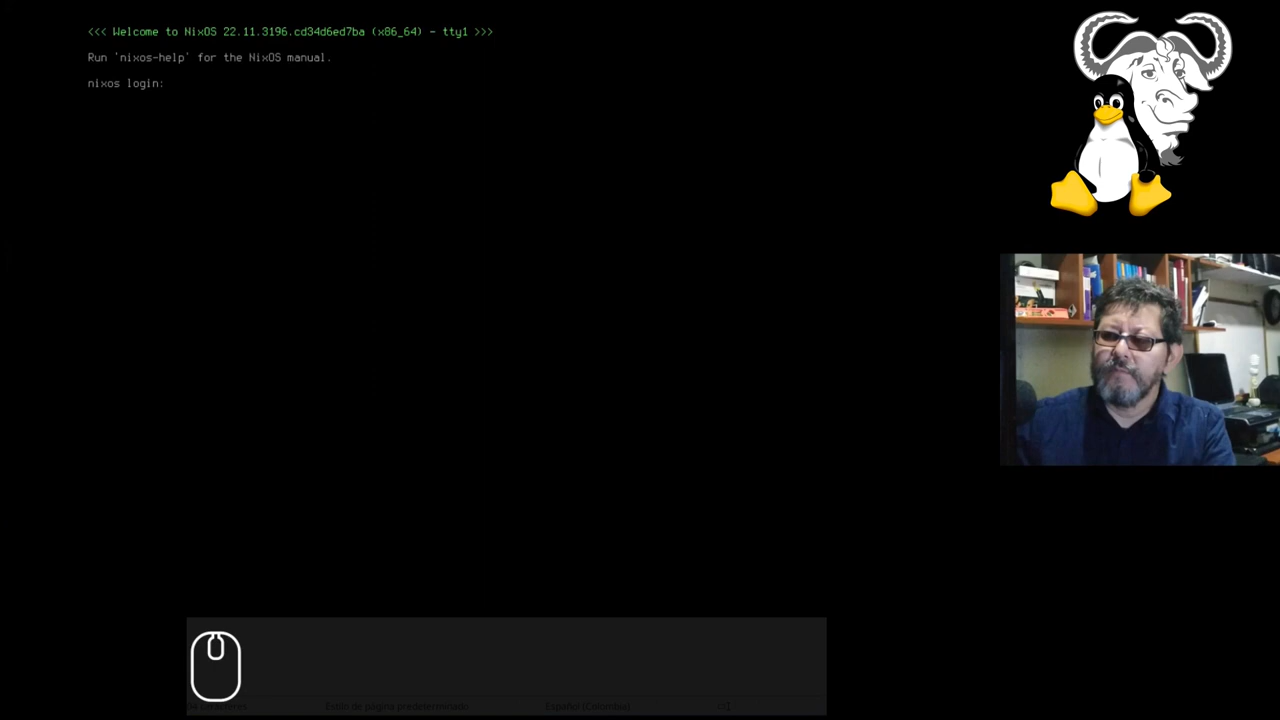 <<< Welcome to NixOS 22.11.3196.cd34d6ed7ba (x86_64) - tty1 >>>
Run 'nixos-help' for the NixOS manual.
nixos login:
Estilo de página predeterminado
Español (Colombia)